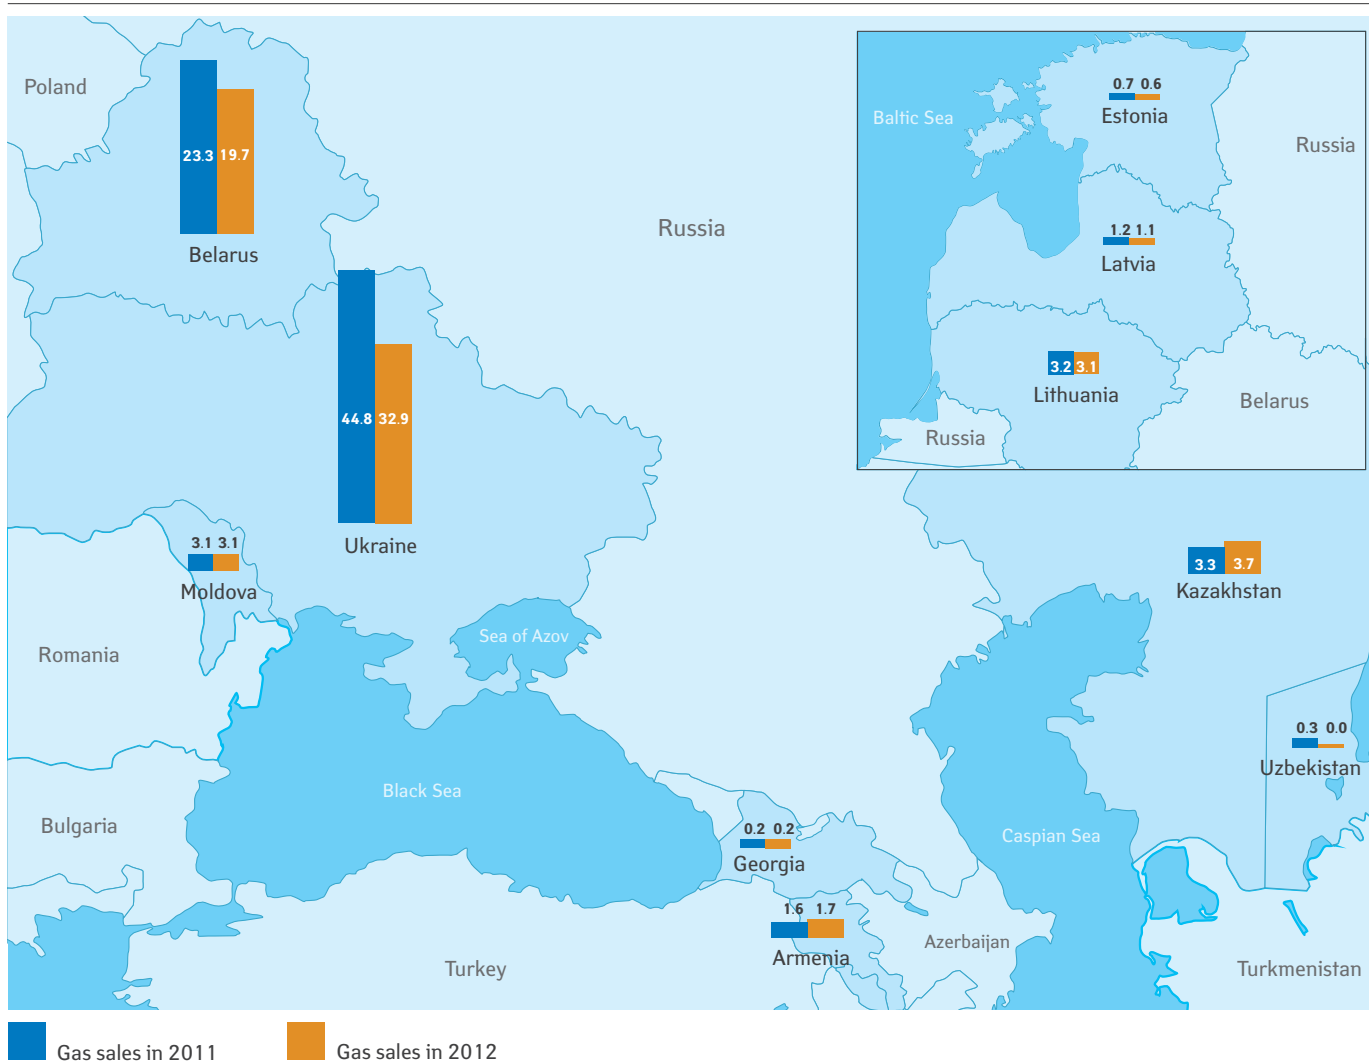 Poland
23.3 19.7
Belarus
Russia
44.8 32.9
Ukraine
3.1 3.1
Moldova
Romania
Sea of Azov
Black Sea
Bulgaria
Turkey
Baltic Sea
0.7 0.6
Estonia
Russia
1.2 1.1
Latvia
3.2 3.1
Lithuania
Belarus
Russia
3.3 3.7
Kazakhstan
0.3 0.0
Uzbekistan
Caspian Sea
0.2 0.2
Georgia
1.6 1.7
Armenia
Azerbaijan
Turkmenistan
Gas sales in 2011
Gas sales in 2012